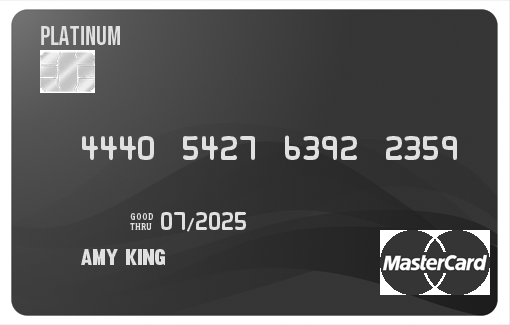 PLATINUM
4440 5427 6392 2359
GOOD
THRU 07/2025
AMY KING
MasterCard